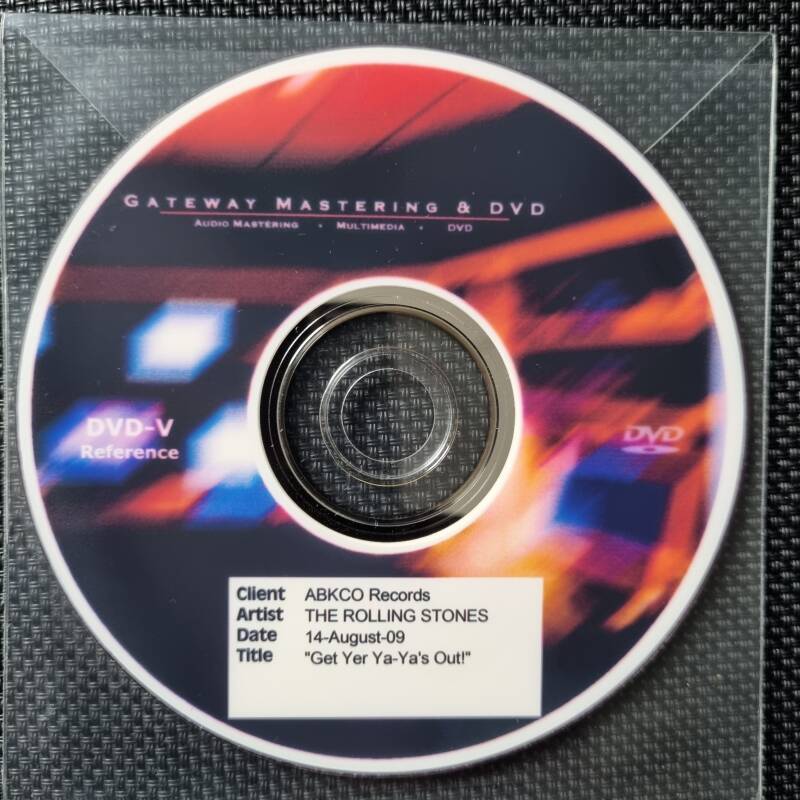 GATEWAY MASTERING & DVD
AUDIO MASTERING • MULTIMEDIA • DVD
DVD-V
Reference
DVD
Client ABKCO Records
Artist THE ROLLING STONES
Date 14-August-09
Title "Get Yer Ya-Ya's Out!"